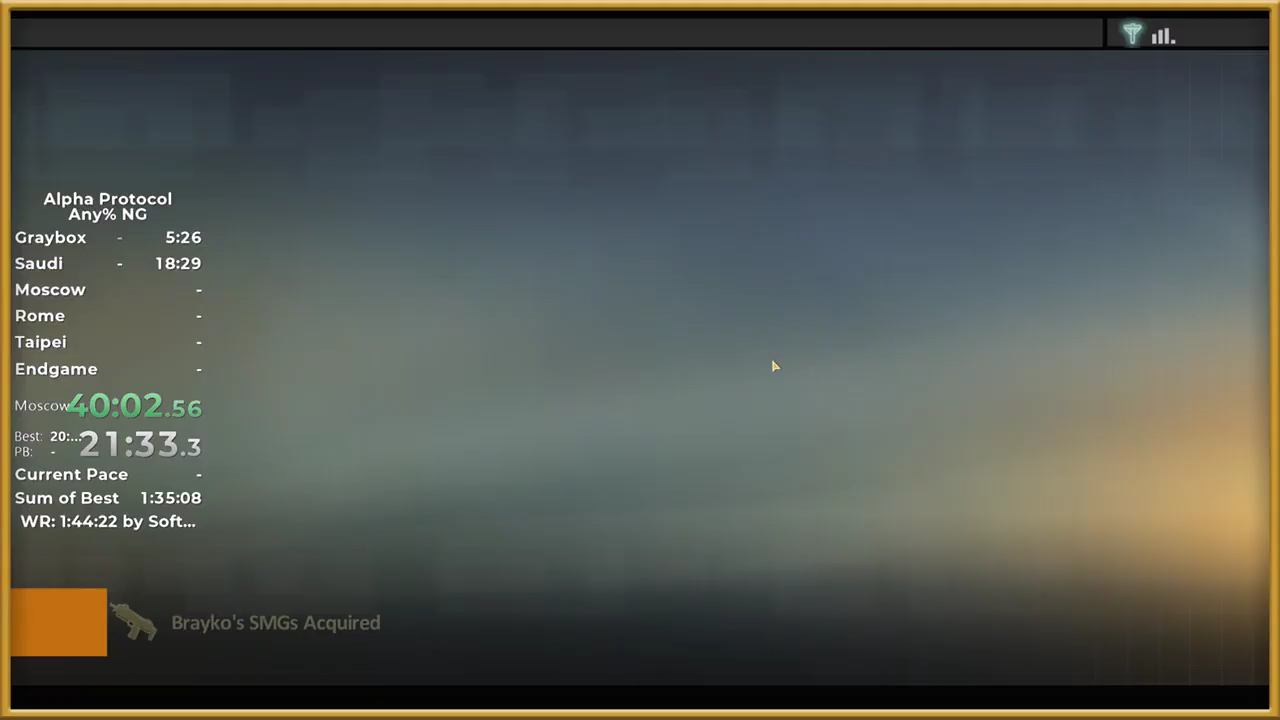 Alpha Protocol
Any% NG
Graybox - 5:26
Saudi - 18:29
Moscow -
Rome -
Taipei -
Endgame -
Moscow 40:02.56
Best: 20:... 21:33.3
PB: -
Current Pace -
Sum of Best 1:35:08
WR: 1:44:22 by Soft...
Brayko's SMGs Acquired